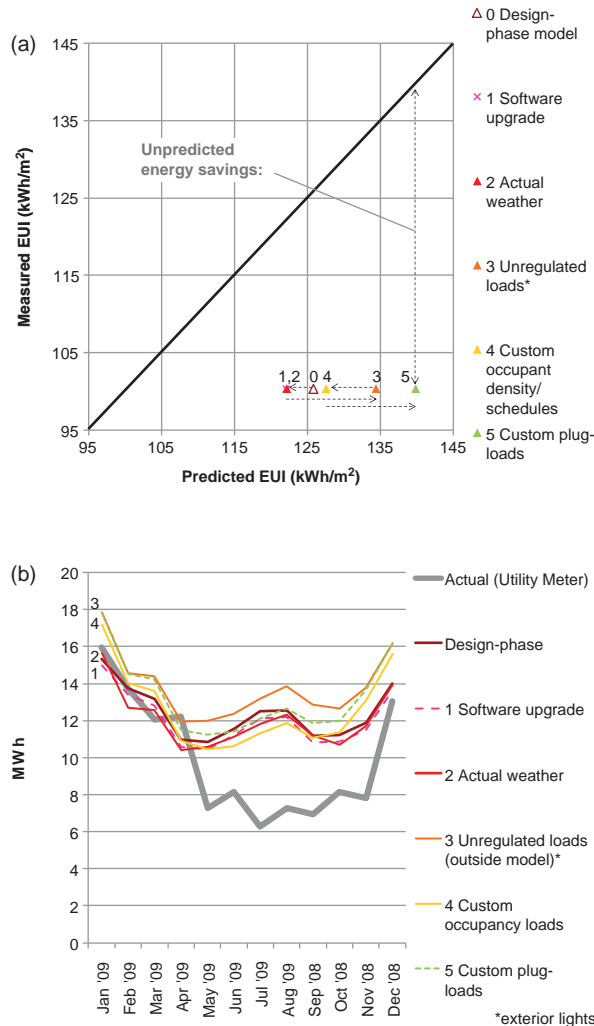 (a)
145
135
125
115
105
95
Measured EUI (kWh/m²)
Unpredicted
energy savings:
1,2 0 4 3 5
95 105 115 125 135 145
Predicted EUI (kWh/m²)
0 Design-
phase model
1 Software
upgrade
2 Actual
weather
3 Unregulated
loads*
4 Custom
occupant
density/
schedules
5 Custom plug-
loads
(b)
20
18
16
14
12
10
8
6
4
2
0
MWh
3
4
2
1
Jan '09
Feb '09
Mar '09
Apr '09
May '09
Jun '09
Jul '09
Aug '09
Sep '08
Oct '08
Nov '08
Dec '08
Actual (Utility Meter)
Design-phase
1 Software upgrade
2 Actual weather
3 Unregulated loads
(outside model)*
4 Custom
occupancy loads
5 Custom plug-
loads
*exterior lights